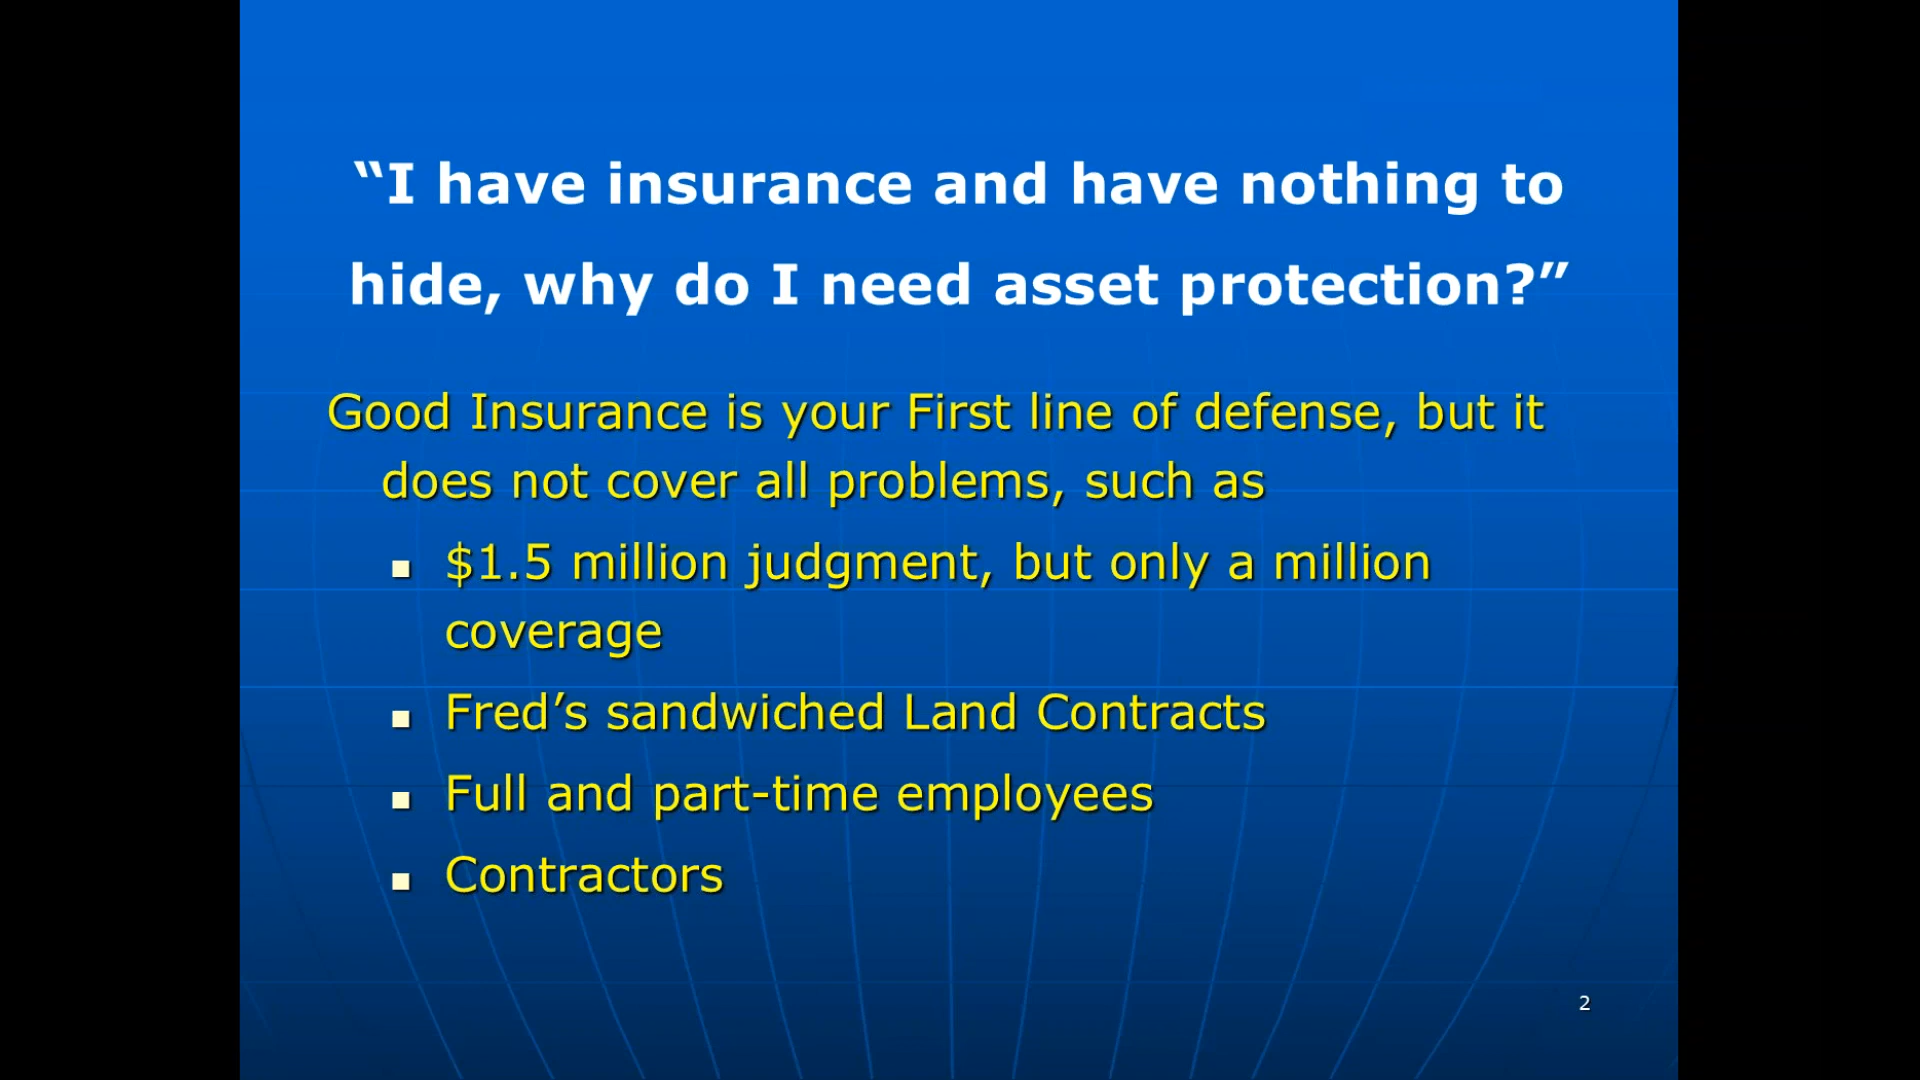 “I have insurance and have nothing to
hide, why do I need asset protection?”
Good Insurance is your First line of defense, but it
does not cover all problems, such as
$1.5 million judgment, but only a million
coverage
Fred’s sandwiched Land Contracts
Full and part-time employees
Contractors
2